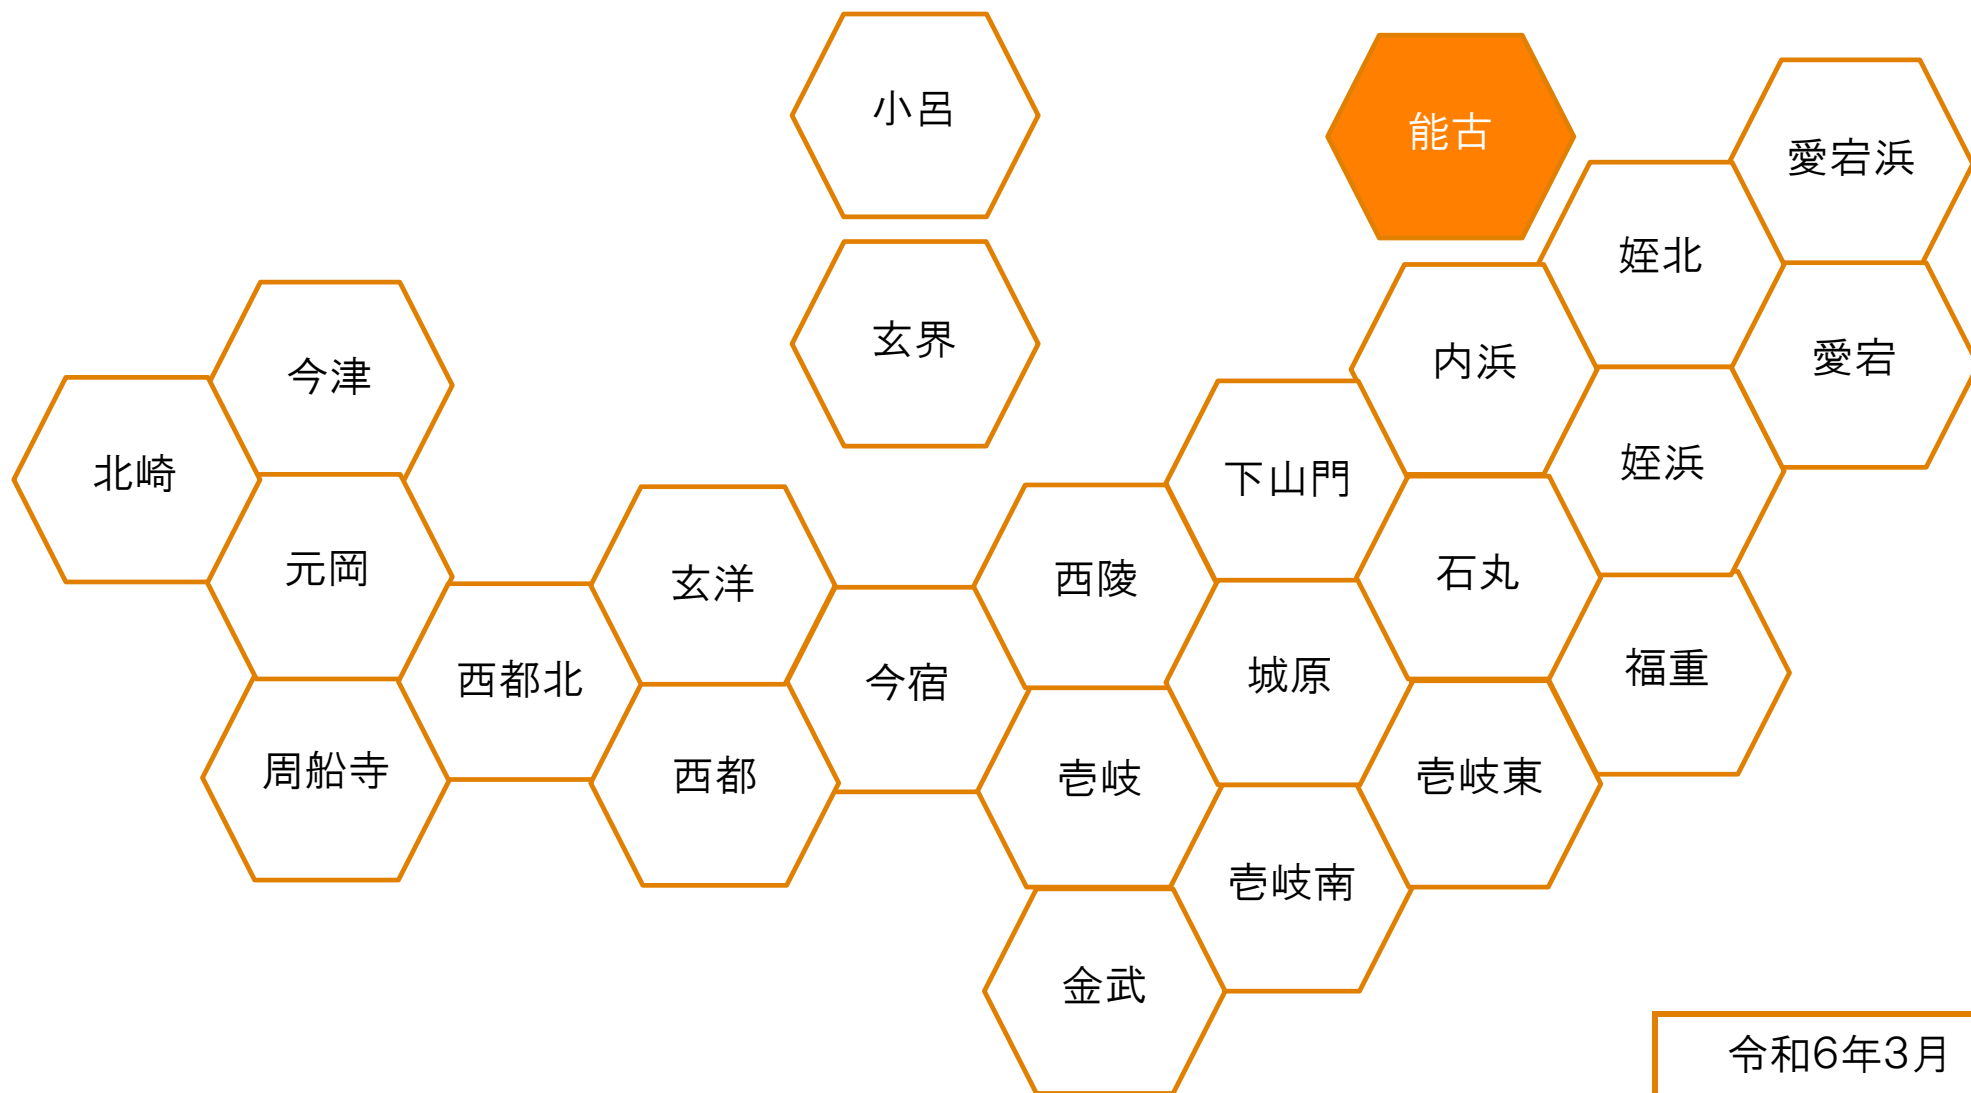 小呂
能古
愛宕浜
姪北
玄界
内浜
愛宕
今津
北崎
下山門
姪浜
元岡
玄洋
西陵
石丸
西都北
今宿
城原
福重
周船寺
西都
壱岐
壱岐東
壱岐南
金武
令和6年3月